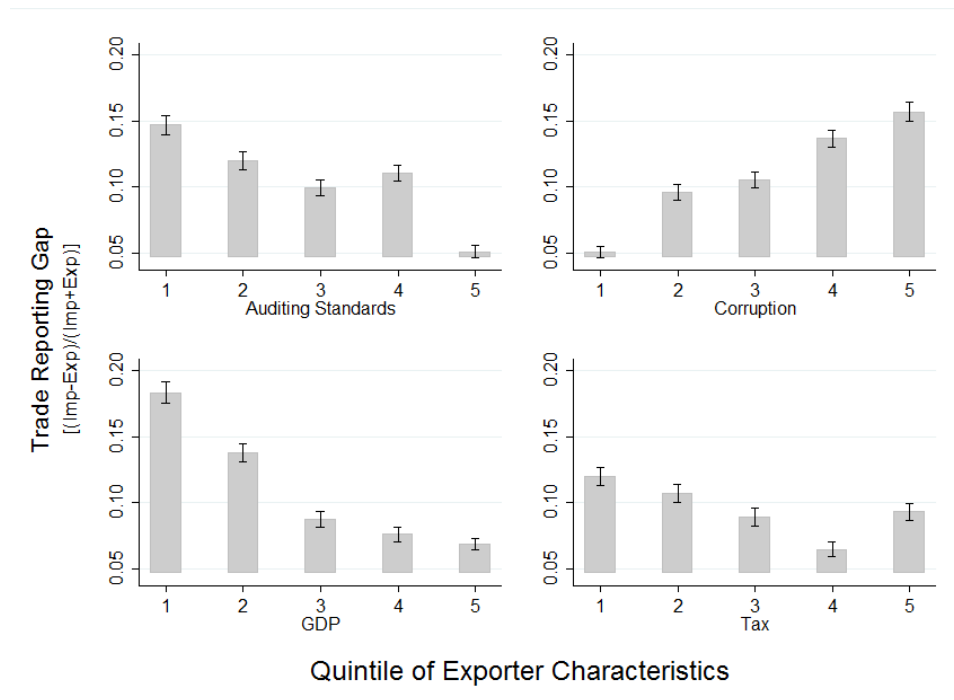 Trade Reporting Gap
[(Imp-Exp)/(Imp+Exp)]
0.20
0.15
0.10
0.05
1 2 3 4 5
Auditing Standards
0.20
0.15
0.10
0.05
1 2 3 4 5
Corruption
0.20
0.15
0.10
0.05
1 2 3 4 5
GDP
0.20
0.15
0.10
0.05
1 2 3 4 5
Tax
Quintile of Exporter Characteristics